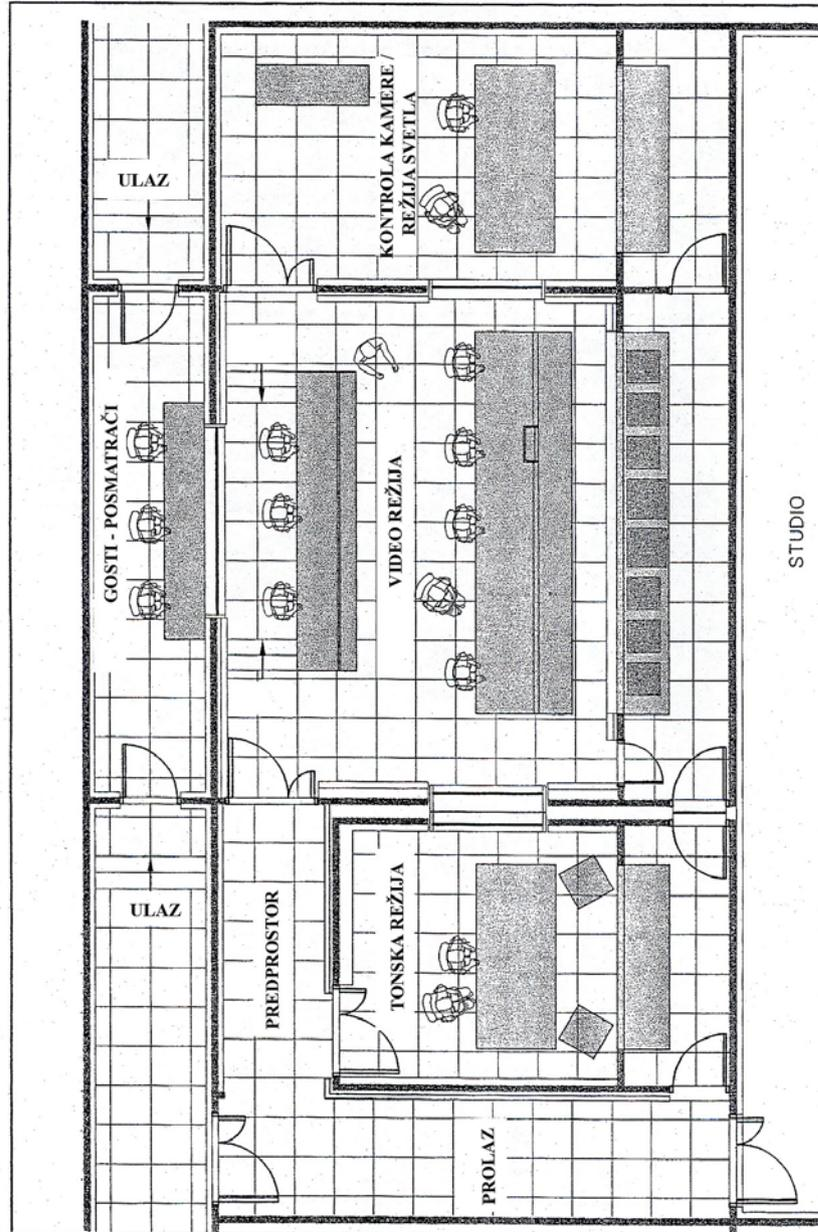 ULAZ
KONTROLA KAMERE /
REŽIJA SVETLA
GOSTI - POSMATRAČI
VIDEO REŽIJA
STUDIO
ULAZ
PREDPROSTOR
TONSKA REŽIJA
PROLAZ